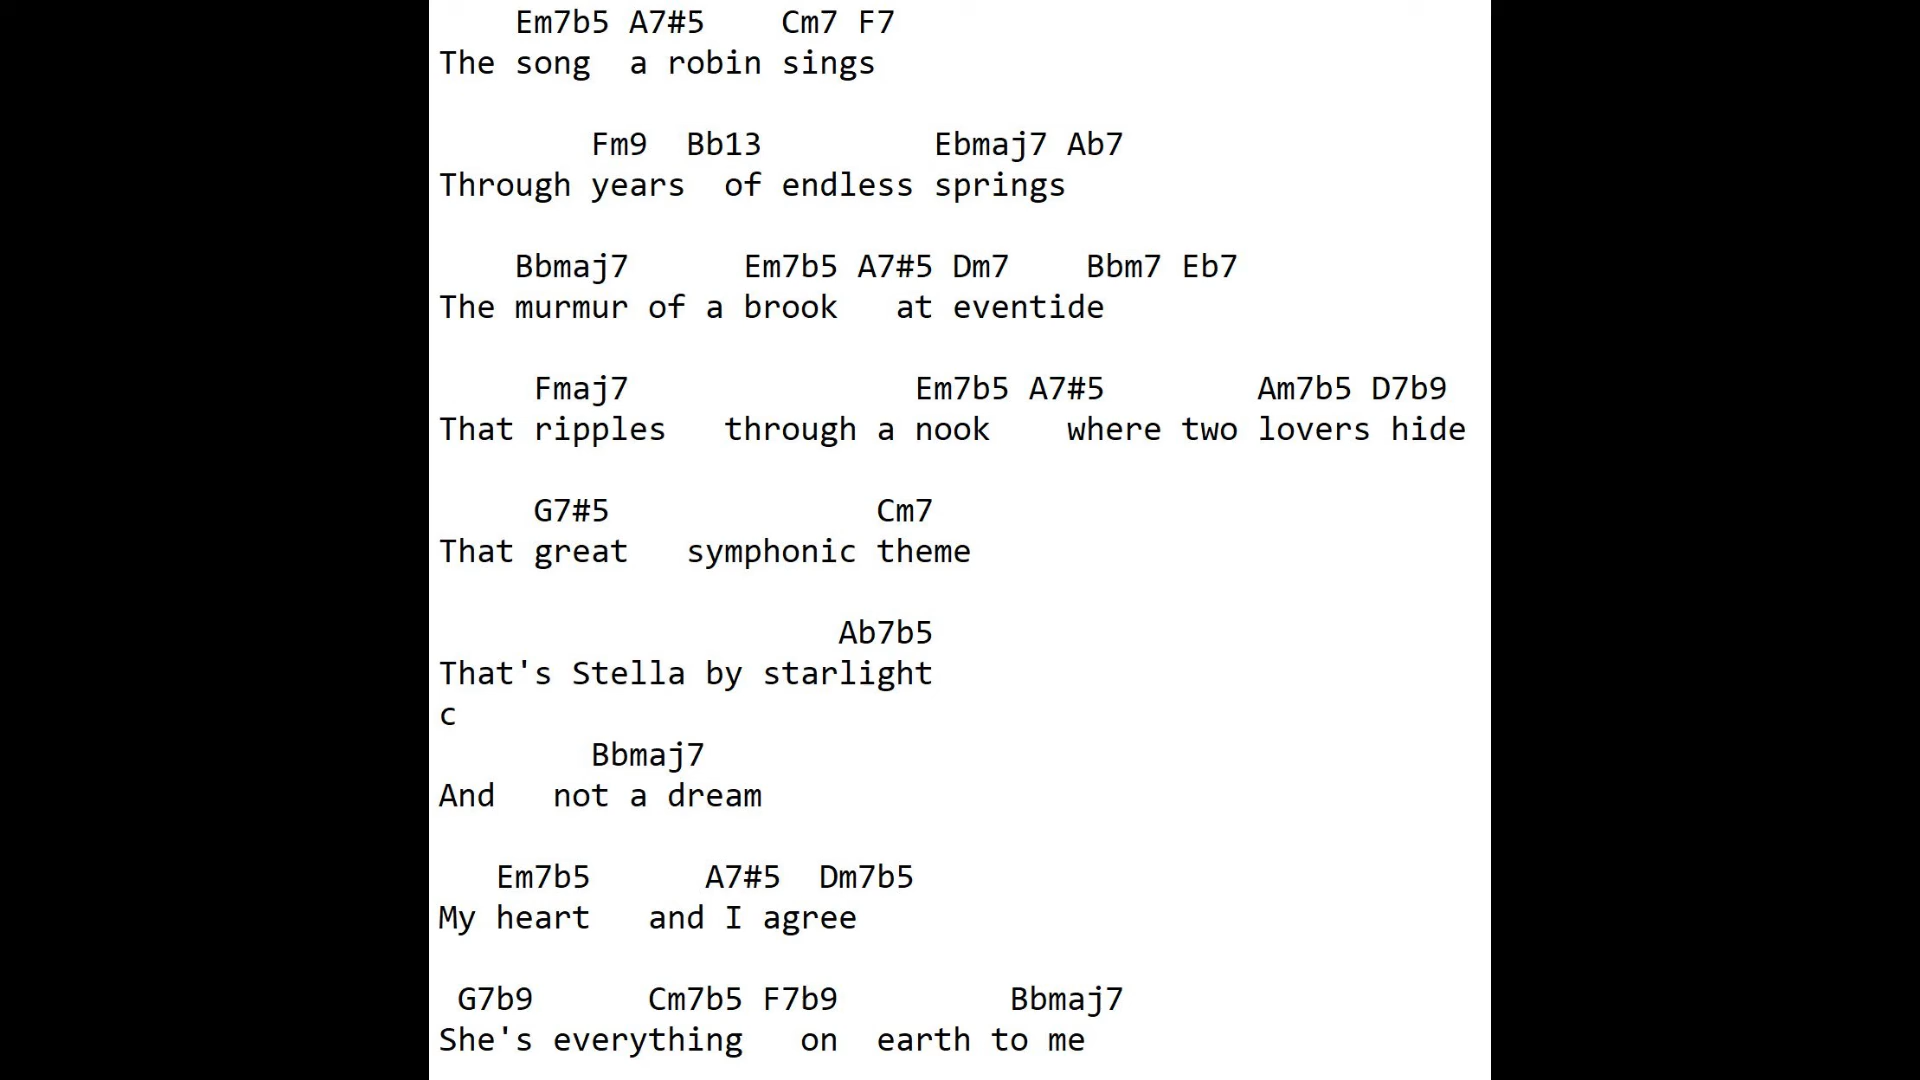 Em7b5 A7#5 Cm7 F7
The song a robin sings
Fm9 Bb13 Ebmaj7 Ab7
Through years of endless springs
Bbmaj7 Em7b5 A7#5 Dm7 Bbm7 Eb7
The murmur of a brook at eventide
Fmaj7 Em7b5 A7#5 Am7b5 D7b9
That ripples through a nook where two lovers hide
G7#5 Cm7
That great symphonic theme
Ab7b5
That's Stella by starlight
c
Bbmaj7
And not a dream
Em7b5 A7#5 Dm7b5
My heart and I agree
G7b9 Cm7b5 F7b9 Bbmaj7
She's everything on earth to me